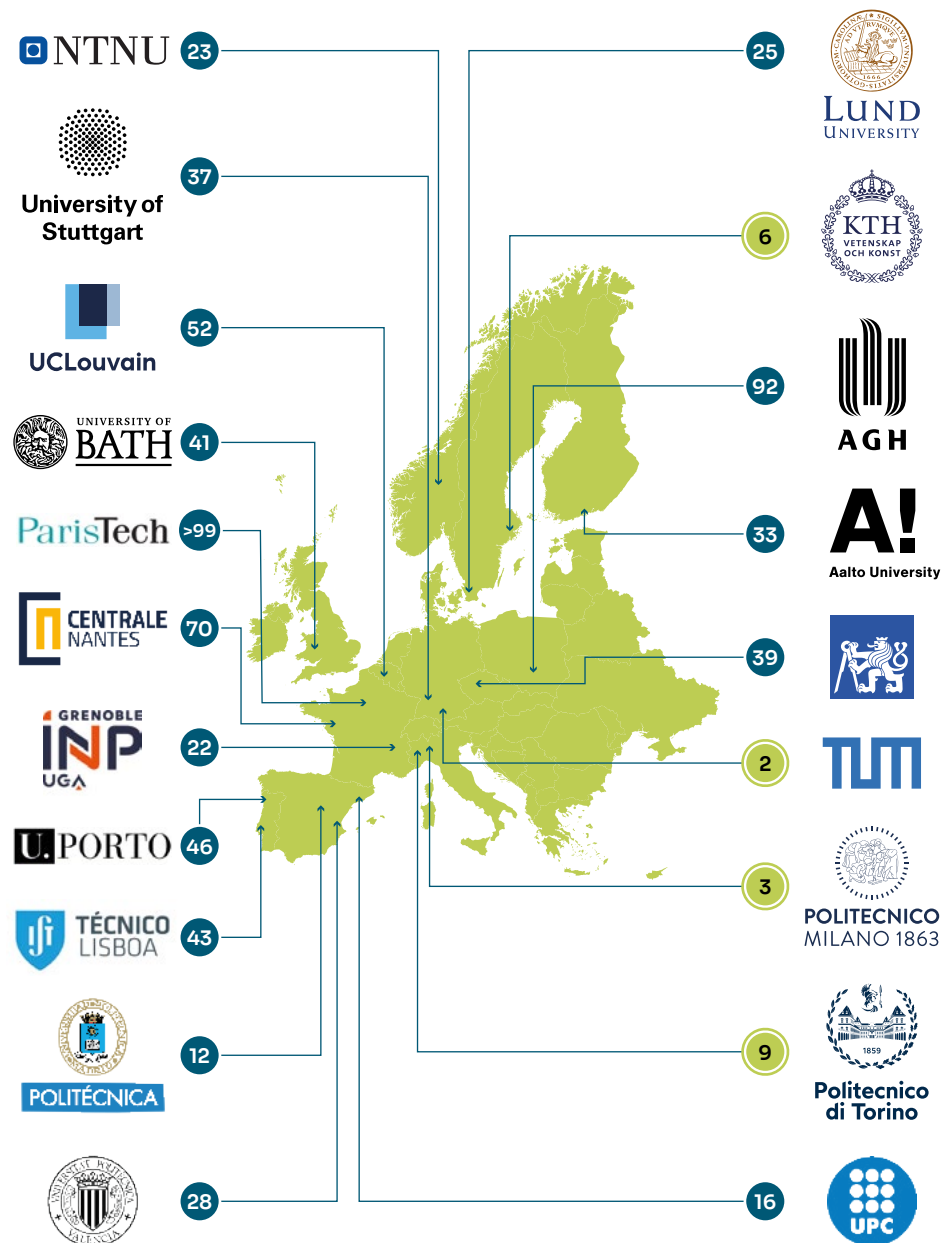 NTNU
23
University of
Stuttgart
37
UCLouvain
52
UNIVERSITY OF
BATH
41
ParisTech
>99
CENTRALE
NANTES
70
GRENOBLE
INP
UGA
22
U. PORTO
46
TÉCNICO
LISBOA
43
POLITÉCNICA
12
28
25
1666
LUND
UNIVERSITY
6
KTH
VETENSKAP
OCH KONST
92
AGH
A!
Aalto University
33
39
TUM
2
3
POLITECNICO
MILANO 1863
9
1859
Politecnico
di Torino
16
UPC